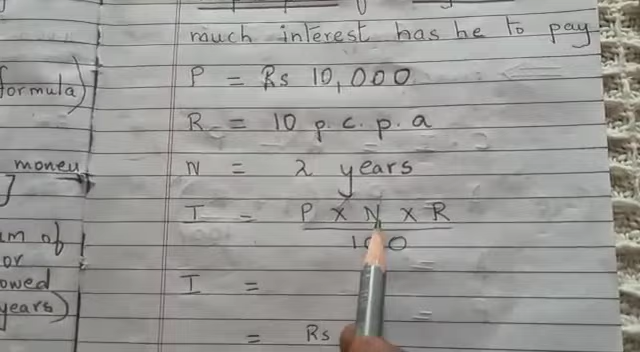 much interest has he to pay
formula)
P = Rs 10,000
R = 10 p.c.p.a
money
N = 2 years
]
I = P x N x R
100
of
or
owed
I =
years)
= Rs